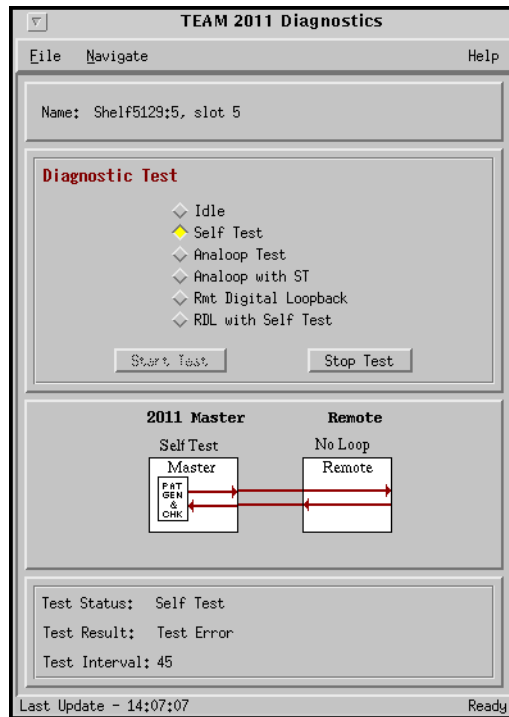 TEAM 2011 Diagnostics
File Navigate Help
Name: Shelf5129:5, slot 5
Diagnostic Test
Idle
Self Test
Analoop Test
Analoop with ST
Rmt Digital Loopback
RDL with Self Test
Start Test Stop Test
2011 Master Remote
Self Test No Loop
Master Remote
PAT
GEN
&
CHK
Test Status: Self Test
Test Result: Test Error
Test Interval: 45
Last Update - 14:07:07 Ready